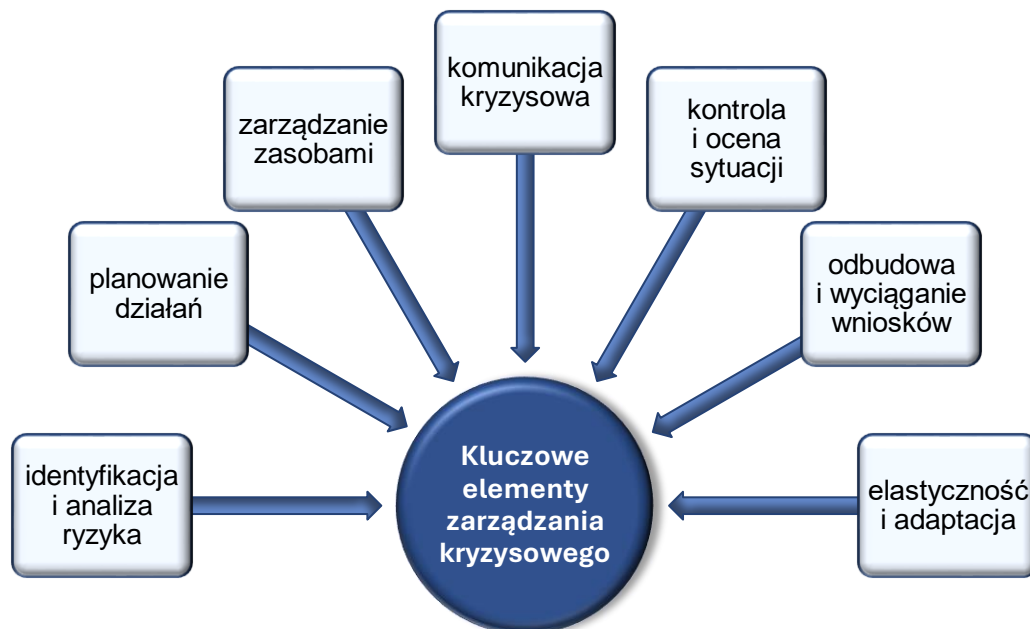 komunikacja
kryzysowa
zarządzanie
zasobami
kontrola
i ocena
sytuacji
planowanie
działań
odbudowa
i wyciąganie
wniosków
identyfikacja
i analiza
ryzyka
Kluczowe
elementy
zarządzania
kryzysowego
elastyczność
i adaptacja